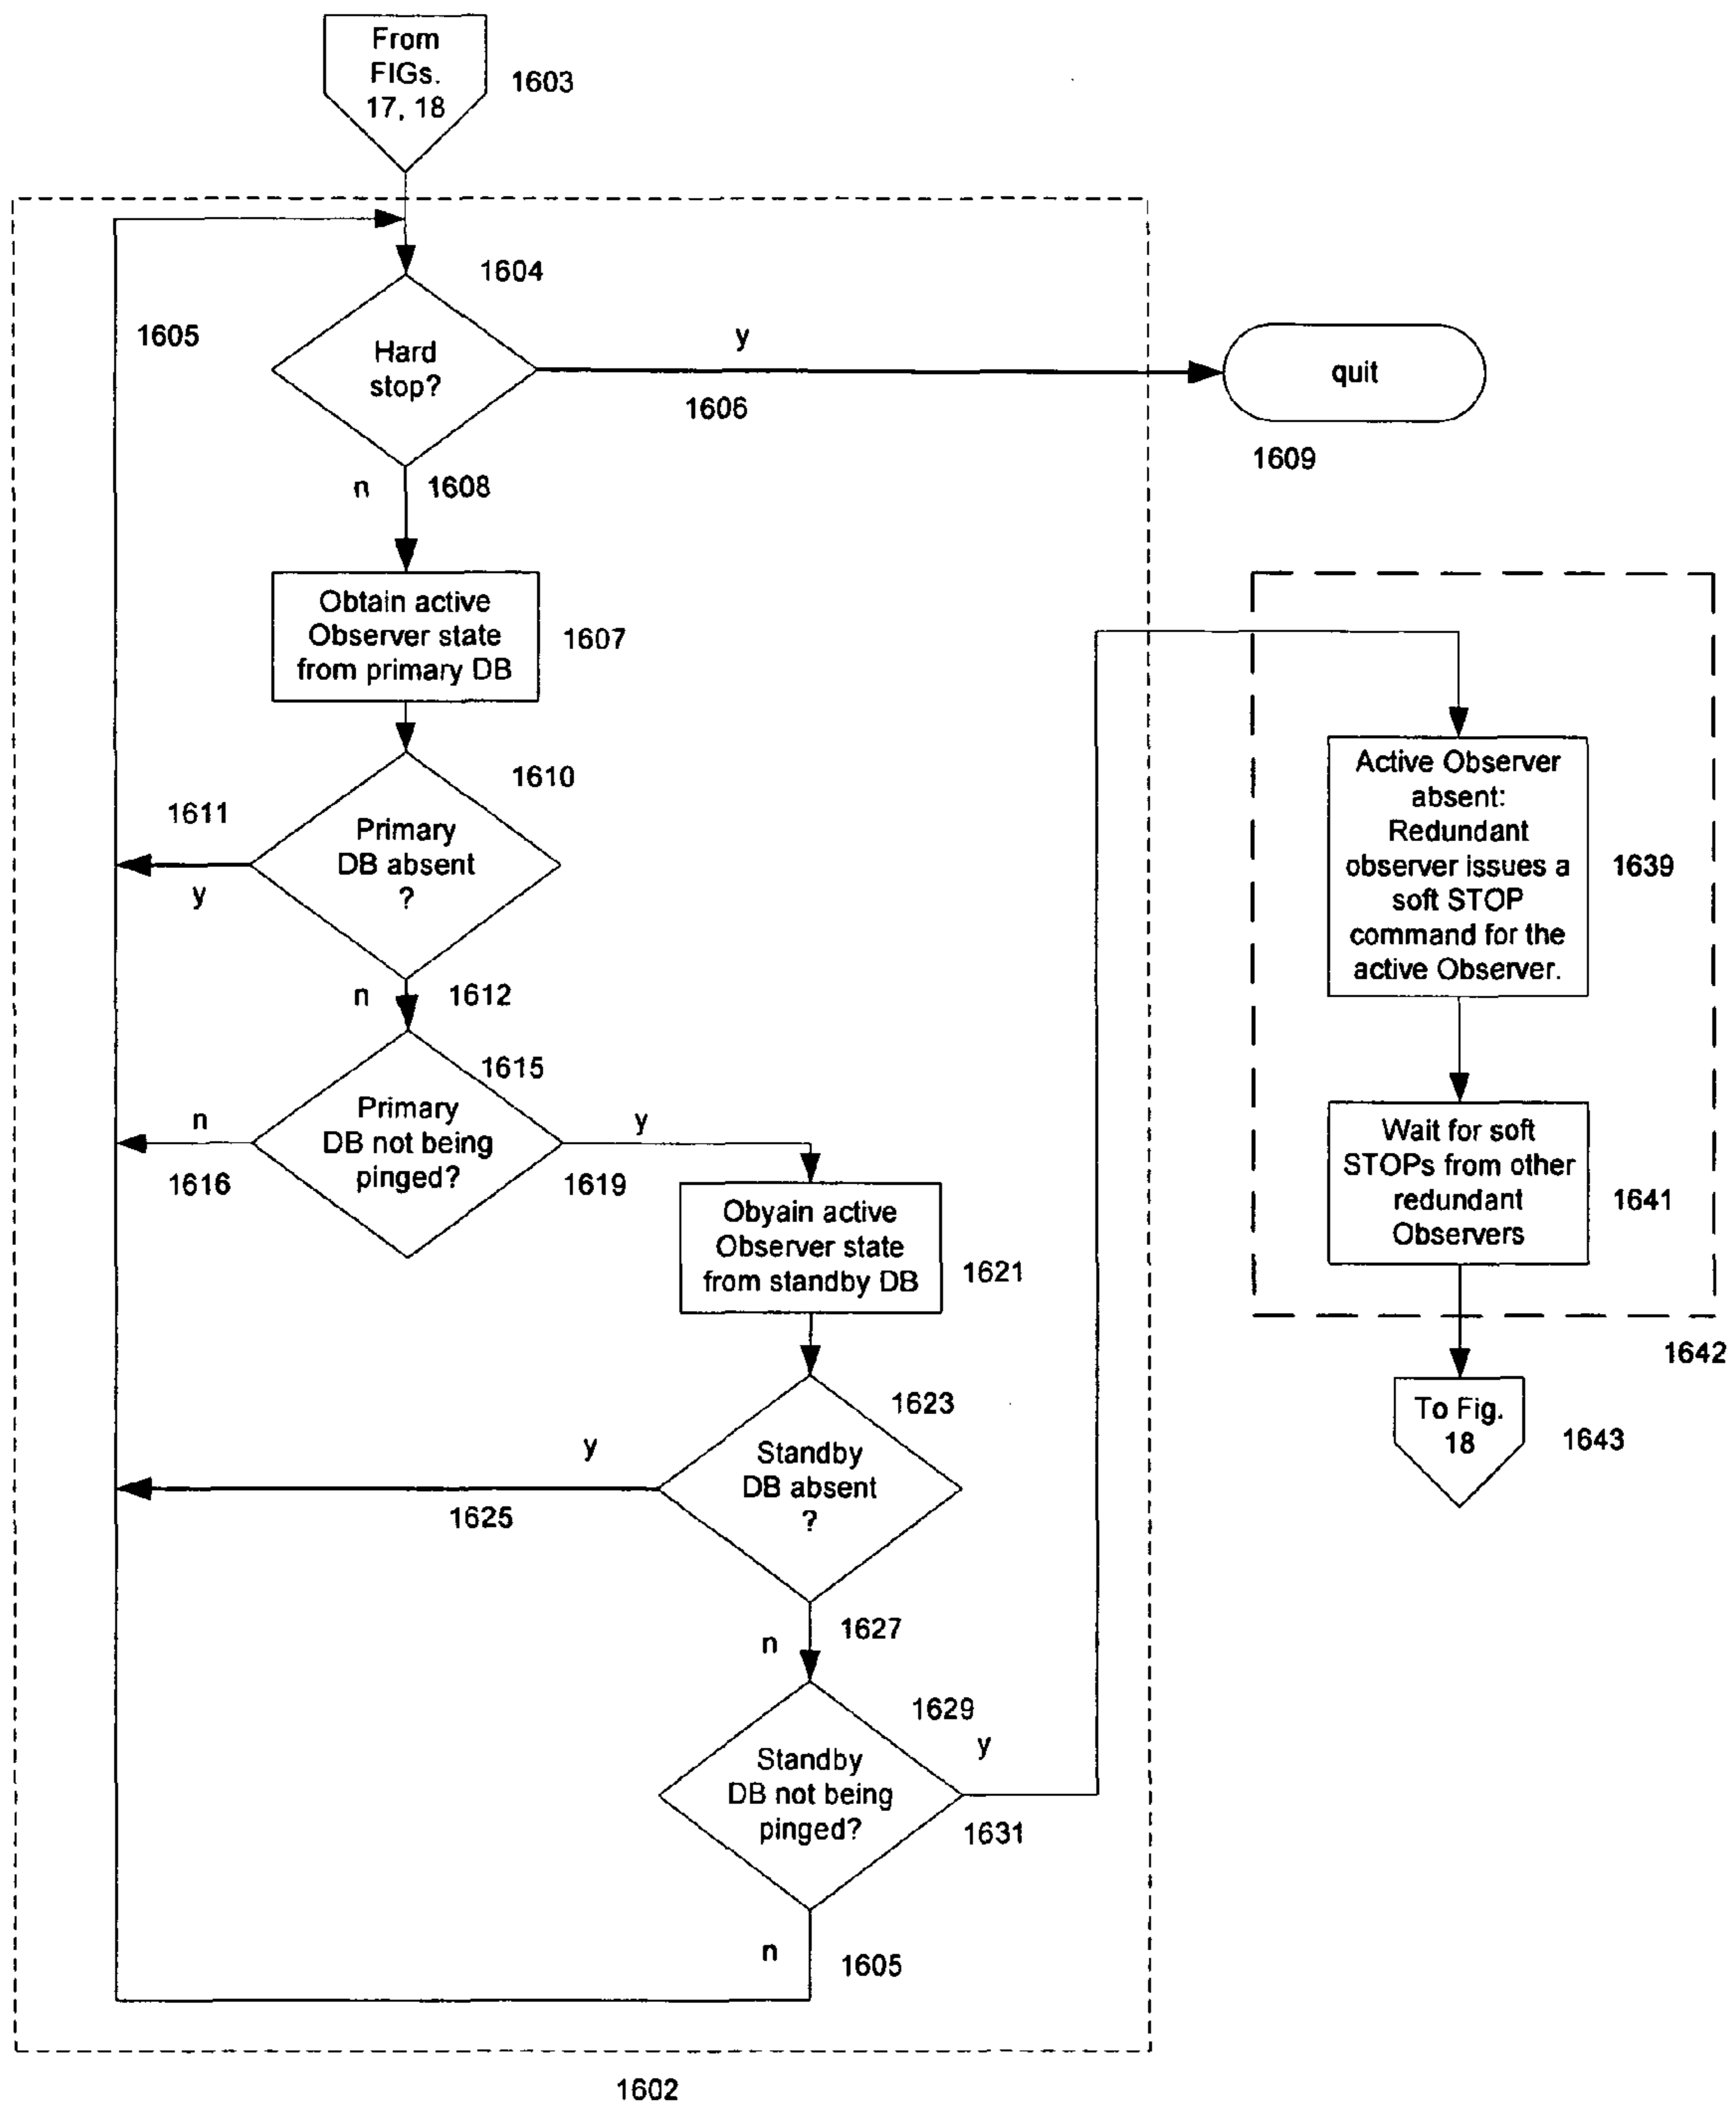 From
FIGs.
17, 18
1603
1604
1605
Hard
stop?
y
1606
quit
1609
n
1608
Obtain active
Observer state
from primary DB
1607
1610
1611
Primary
DB absent
?
y
n
1612
1615
Primary
DB not being
pinged?
n
1616
y
1619
Obyain active
Observer state
from standby DB
1621
1623
Standby
DB absent
?
y
1625
n
1627
1629
Standby
DB not being
pinged?
y
1631
n
1605
1602
Active Observer
absent:
Redundant
observer issues a
soft STOP
command for the
active Observer.
1639
Wait for soft
STOPs from other
redundant
Observers
1641
1642
To Fig.
18
1643